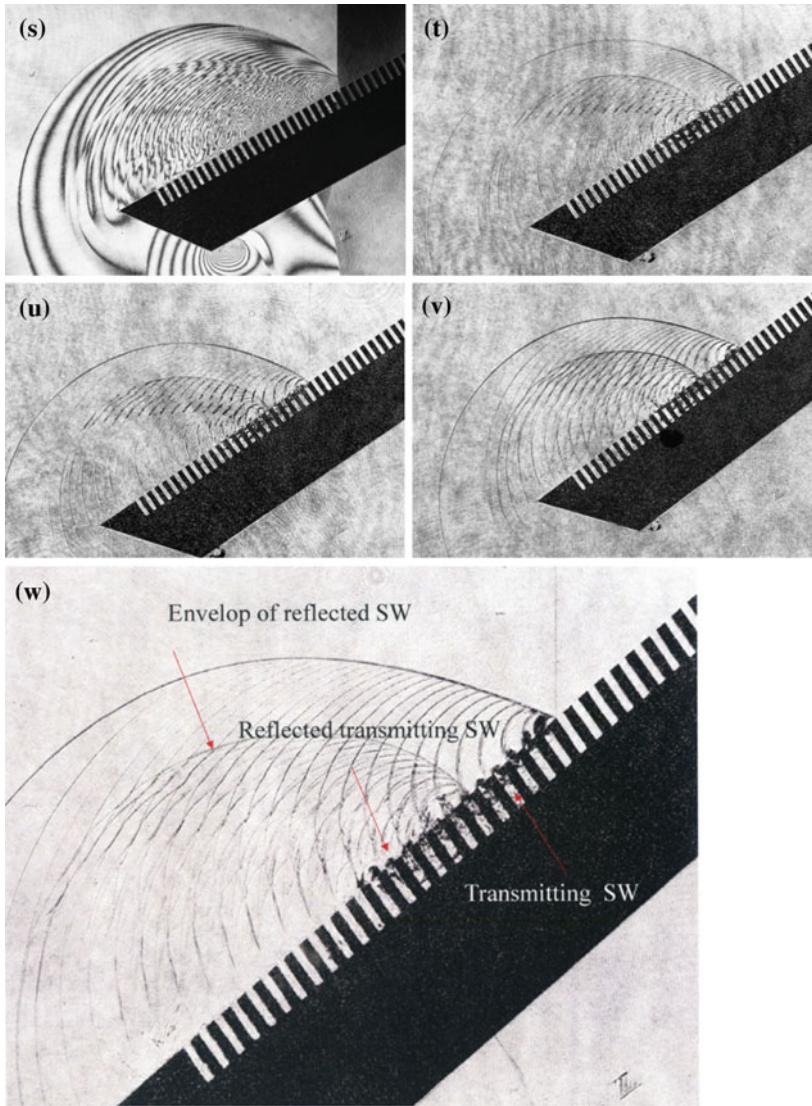 (s)
(t)
(u)
(v)
(w)
Envelop of reflected SW
Reflected transmitting SW
Transmitting SW